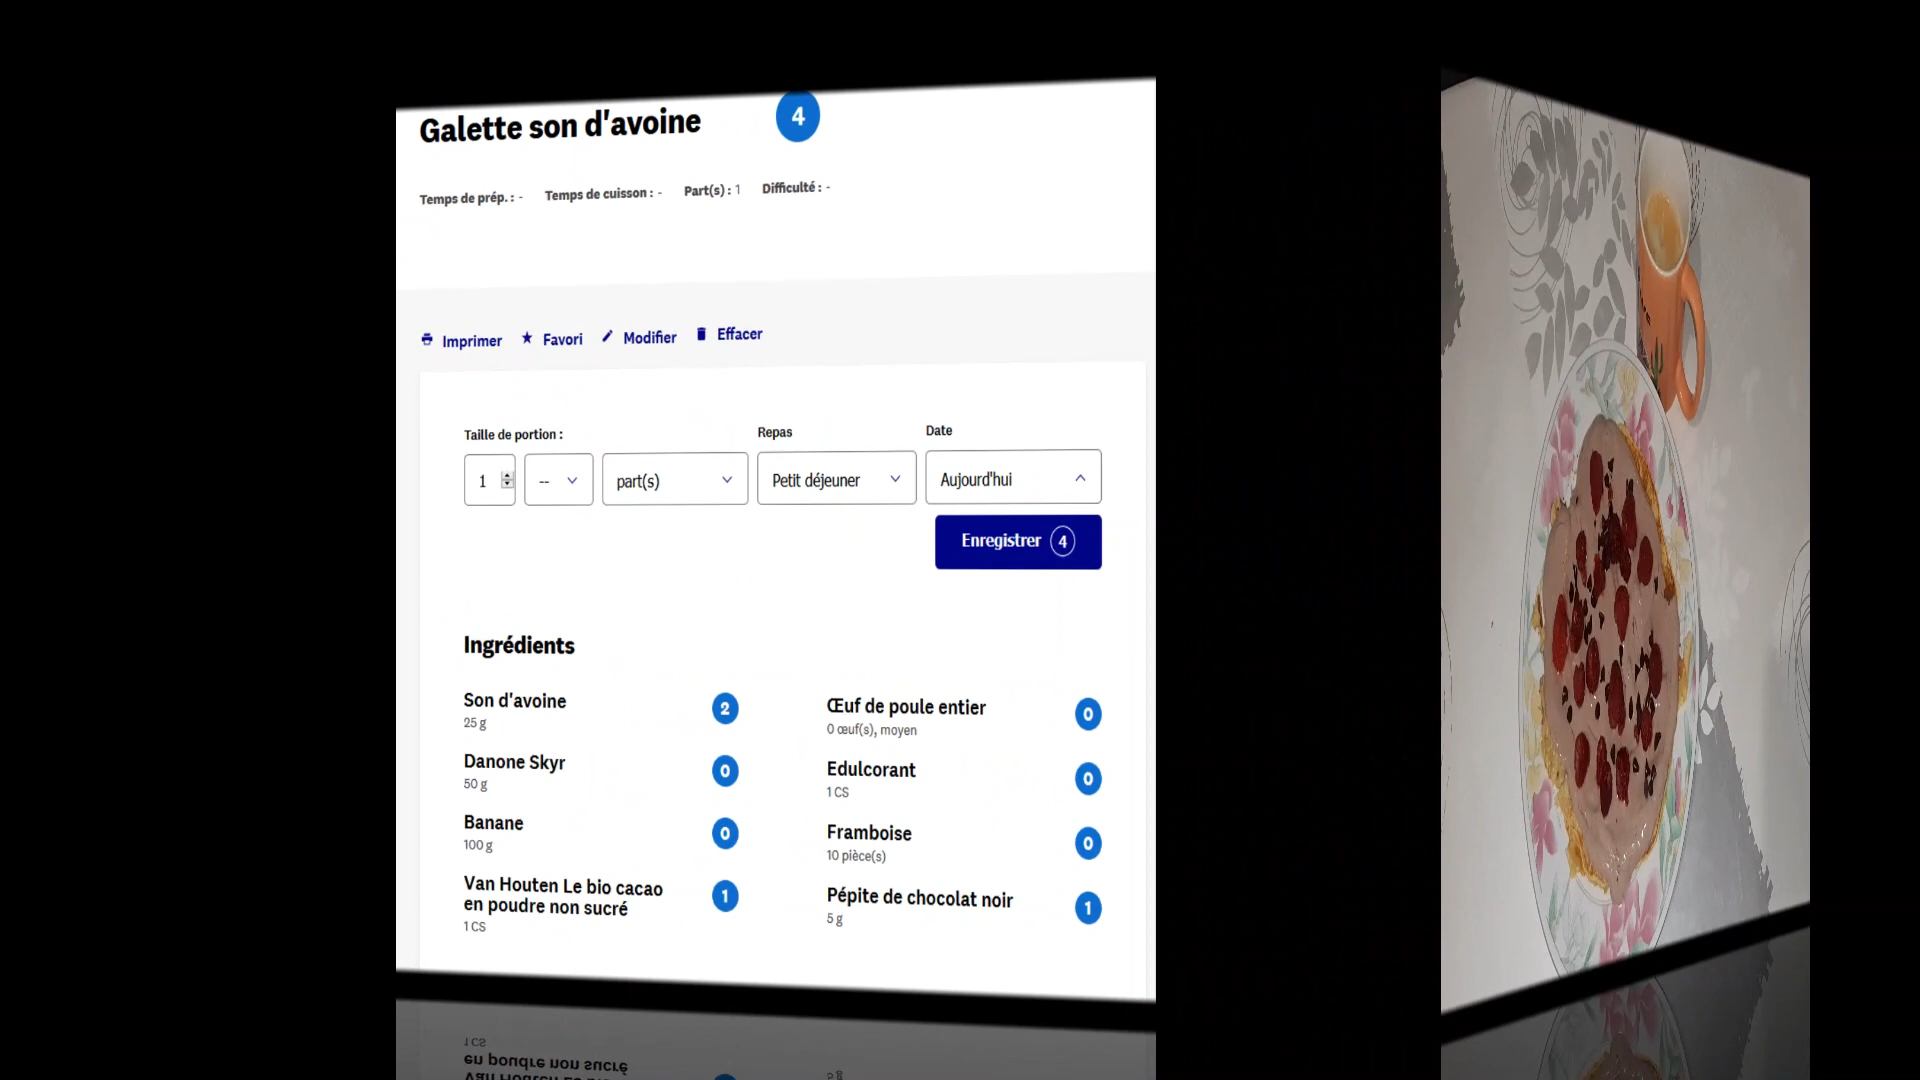 Galette son d'avoine
4
Temps de prép. : - Temps de cuisson : - Part(s) : 1 Difficulté : -
Imprimer Favori Modifier Effacer
Taille de portion : Repas Date
1 -- part(s) Petit déjeuner Aujourd'hui
Enregistrer 4
Ingrédients
Son d'avoine 2
25 g
Danone Skyr 0
50 g
Banane 0
100 g
Van Houten Le bio cacao
en poudre non sucré 1
1 CS
Œuf de poule entier 0
0 œuf(s), moyen
Edulcorant 0
1 CS
Framboise 0
10 pièce(s)
Pépite de chocolat noir 1
5 g